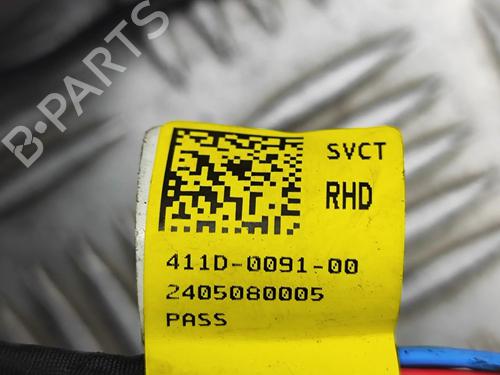 B-PARTS
SVCT
RHD
411D-0091-00
2405080005
PASS